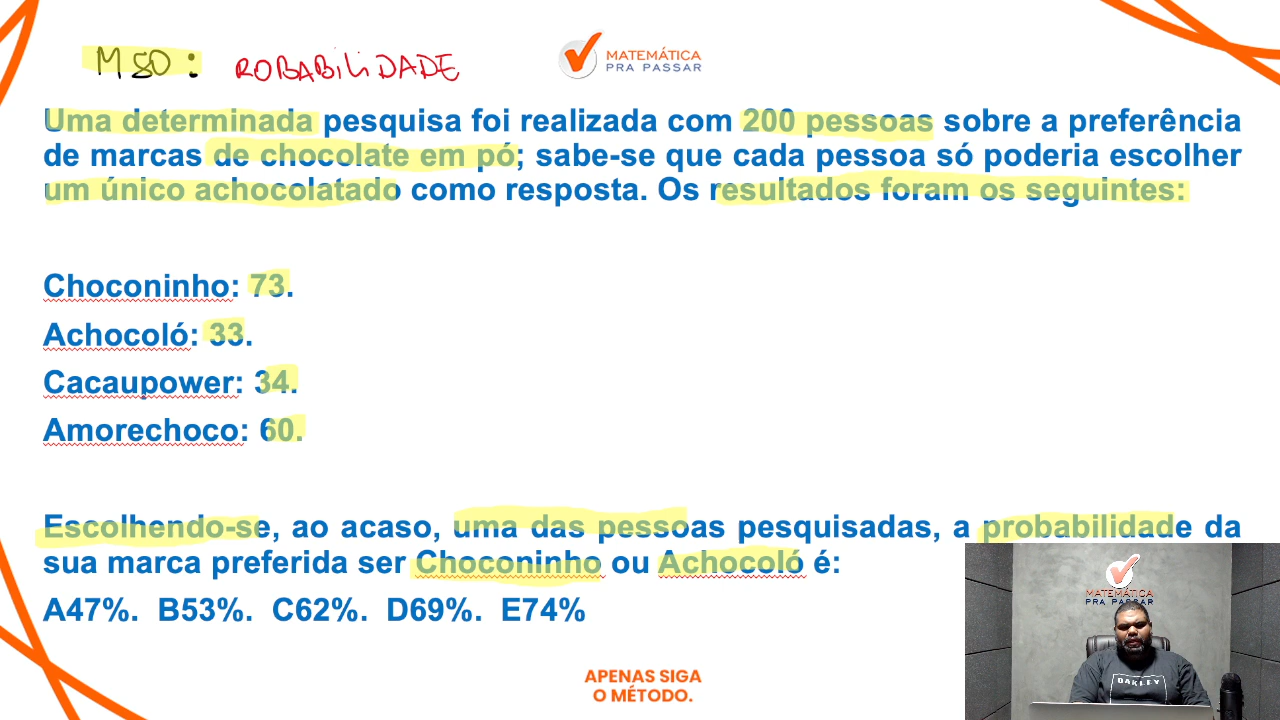 M50: ROBABILIDADE
MATEMÁTICA
PRA PASSAR
Uma determinada pesquisa foi realizada com 200 pessoas sobre a preferência
de marcas de chocolate em pó; sabe-se que cada pessoa só poderia escolher
um único achocolatado como resposta. Os resultados foram os seguintes:
Choconinho: 73.
Achocoló: 33.
Cacaupower: 34.
Amorechoco: 60.
Escolhendo-se, ao acaso, uma das pessoas pesquisadas, a probabilidade da
sua marca preferida ser Choconinho ou Achocoló é:
A47%. B53%. C62%. D69%. E74%
MATEMÁTICA
PRA PASSAR
OAKLEY
APENAS SIGA
O MÉTODO.